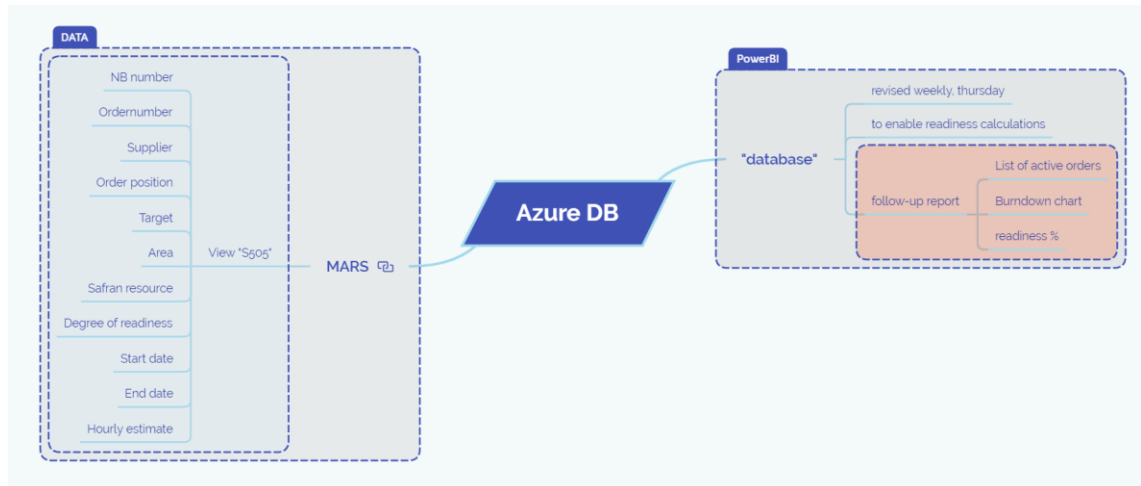 DATA
NB number
Ordernumber
Supplier
Order position
Target
Area
Safran resource
Degree of readiness
Start date
End date
Hourly estimate
View "S505"
MARS
Azure DB
PowerBI
"database"
revised weekly, thursday
to enable readiness calculations
follow-up report
List of active orders
Burndown chart
readiness %